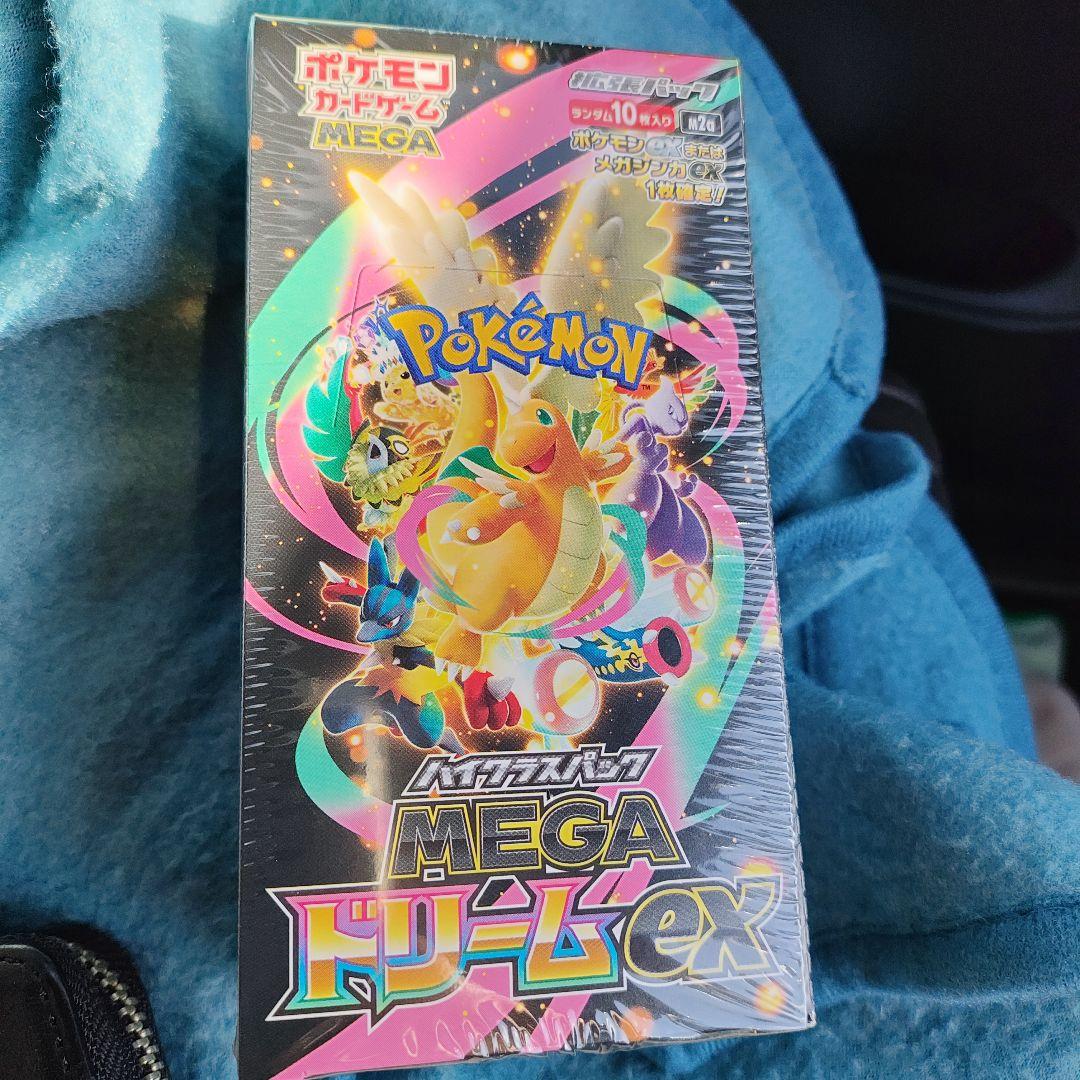 ポケモン
カードゲーム
MEGA
拡張パック
ランダム10枚入り
M2a
ポケモンexまたは
メガシンカex
1枚確定!
POKÉMON
TM
ハイクラスパック
MEGA
ドリームex